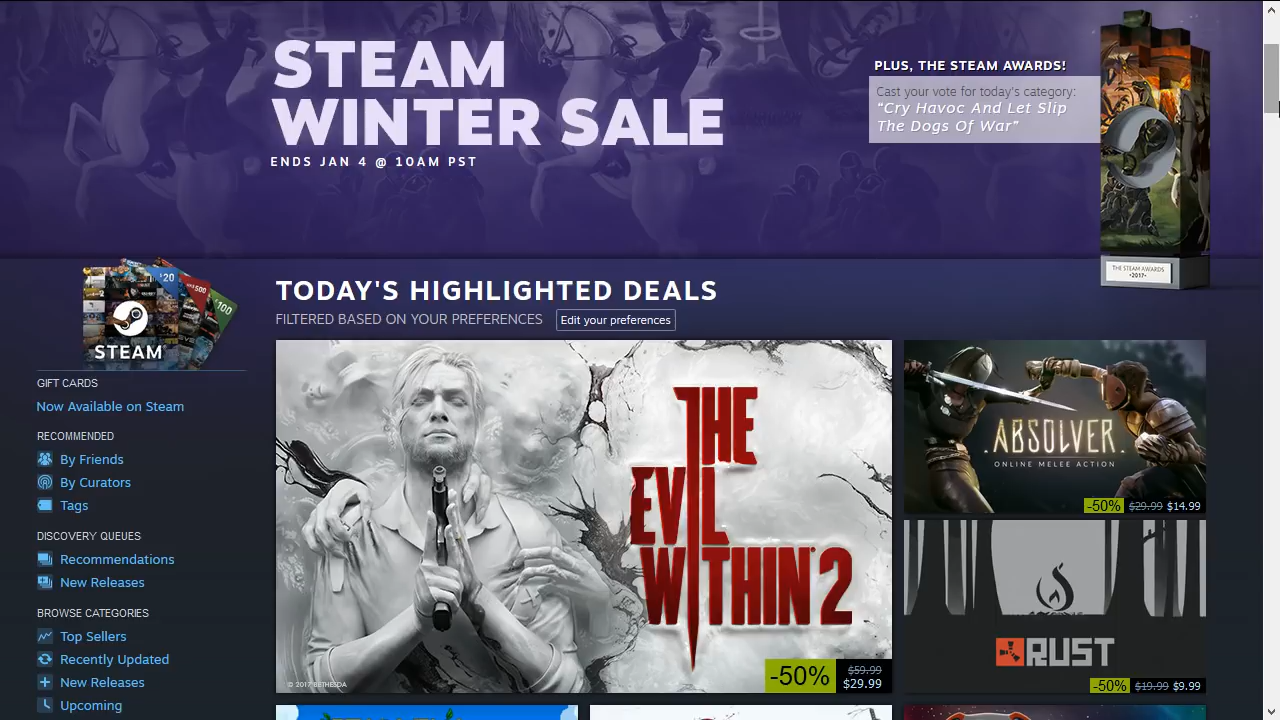 STEAM
WINTER SALE
ENDS JAN 4 @ 10AM PST
PLUS, THE STEAM AWARDS!
Cast your vote for today's category:
"Cry Havoc And Let Slip
The Dogs Of War"
THE STEAM AWARDS
•2017•
$20
$100
STEAM
GIFT CARDS
Now Available on Steam
RECOMMENDED
By Friends
By Curators
Tags
DISCOVERY QUEUES
Recommendations
New Releases
BROWSE CATEGORIES
Top Sellers
Recently Updated
New Releases
Upcoming
TODAY'S HIGHLIGHTED DEALS
FILTERED BASED ON YOUR PREFERENCES
Edit your preferences
THE
EVIL
WITHIN 2
© 2017 BETHESDA
-50%
$59.99
$29.99
ABSOLVER
ONLINE MELEE ACTION
-50% $29.99 $14.99
RUST
-50% $19.99 $9.99